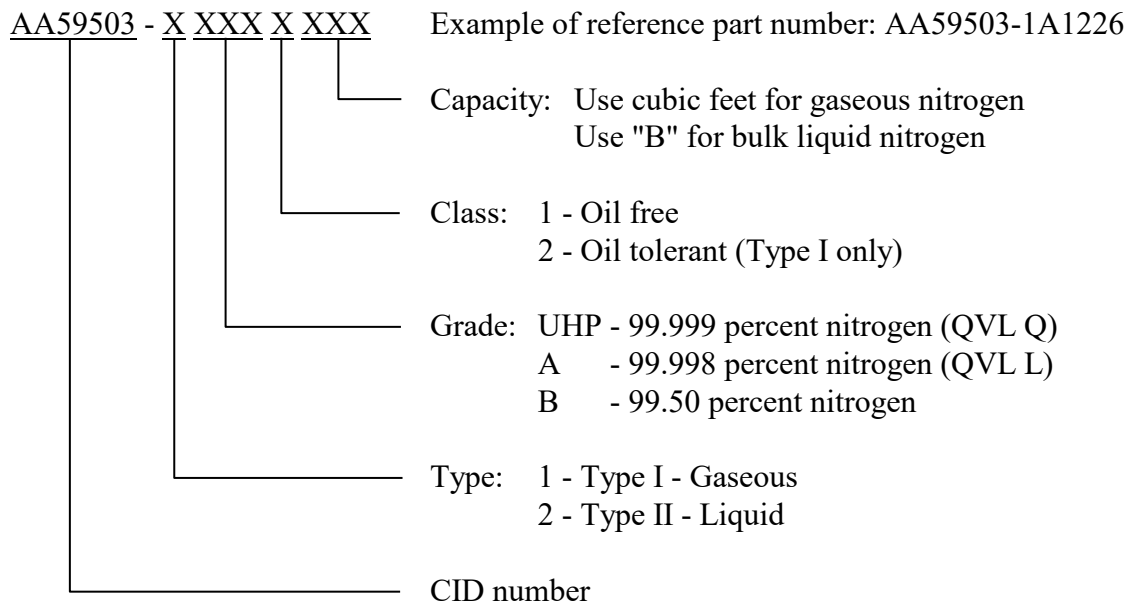 AA59503 - X XXX X XXX Example of reference part number: AA59503-1A1226
Capacity: Use cubic feet for gaseous nitrogen
Use "B" for bulk liquid nitrogen
Class: 1 - Oil free
2 - Oil tolerant (Type I only)
Grade: UHP - 99.999 percent nitrogen (QVL Q)
A - 99.998 percent nitrogen (QVL L)
B - 99.50 percent nitrogen
Type: 1 - Type I - Gaseous
2 - Type II - Liquid
CID number